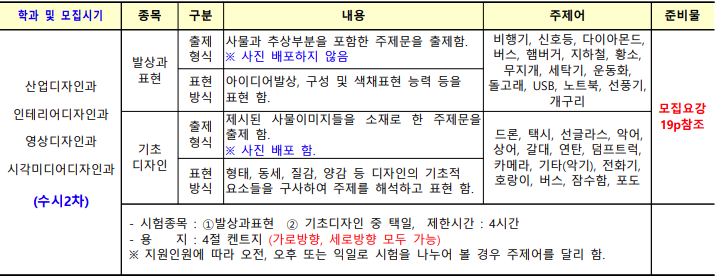 학과 및 모집시기 종목 구분 내용 주제어 준비물
산업디자인과
인테리어디자인과
영상디자인과
시각미디어디자인과
(수시2차)
발상과
표현
출제
형식
사물과 추상부분을 포함한 주제문을 출제함.
※ 사진 배포하지 않음
표현
방식
아이디어발상, 구성 및 색채표현 능력 등을
표현 함.
비행기, 신호등, 다이아몬드,
버스, 햄버거, 지하철, 황소,
무지개, 세탁기, 운동화,
돌고래, USB, 노트북, 선풍기,
개구리
기초
디자인
출제
형식
제시된 사물이미지들을 소재로 한 주제문을
출제 함.
※ 사진 배포 함.
표현
방식
형태, 동세, 질감, 양감 등 디자인의 기초적
요소들을 구사하여 주제를 해석하고 표현 함.
드론, 택시, 선글라스, 악어,
상어, 갈대, 연탄, 덤프트럭,
카메라, 기타(악기), 전화기,
호랑이, 버스, 잠수함, 포도
모집요강
19p참조
- 시험종목 : ①발상과표현 ② 기초디자인 중 택일, 제한시간 : 4시간
- 용 지 : 4절 켄트지 (가로방향, 세로방향 모두 가능)
※ 지원인원에 따라 오전, 오후 또는 익일로 시험을 나누어 볼 경우 주제어를 달리 함.